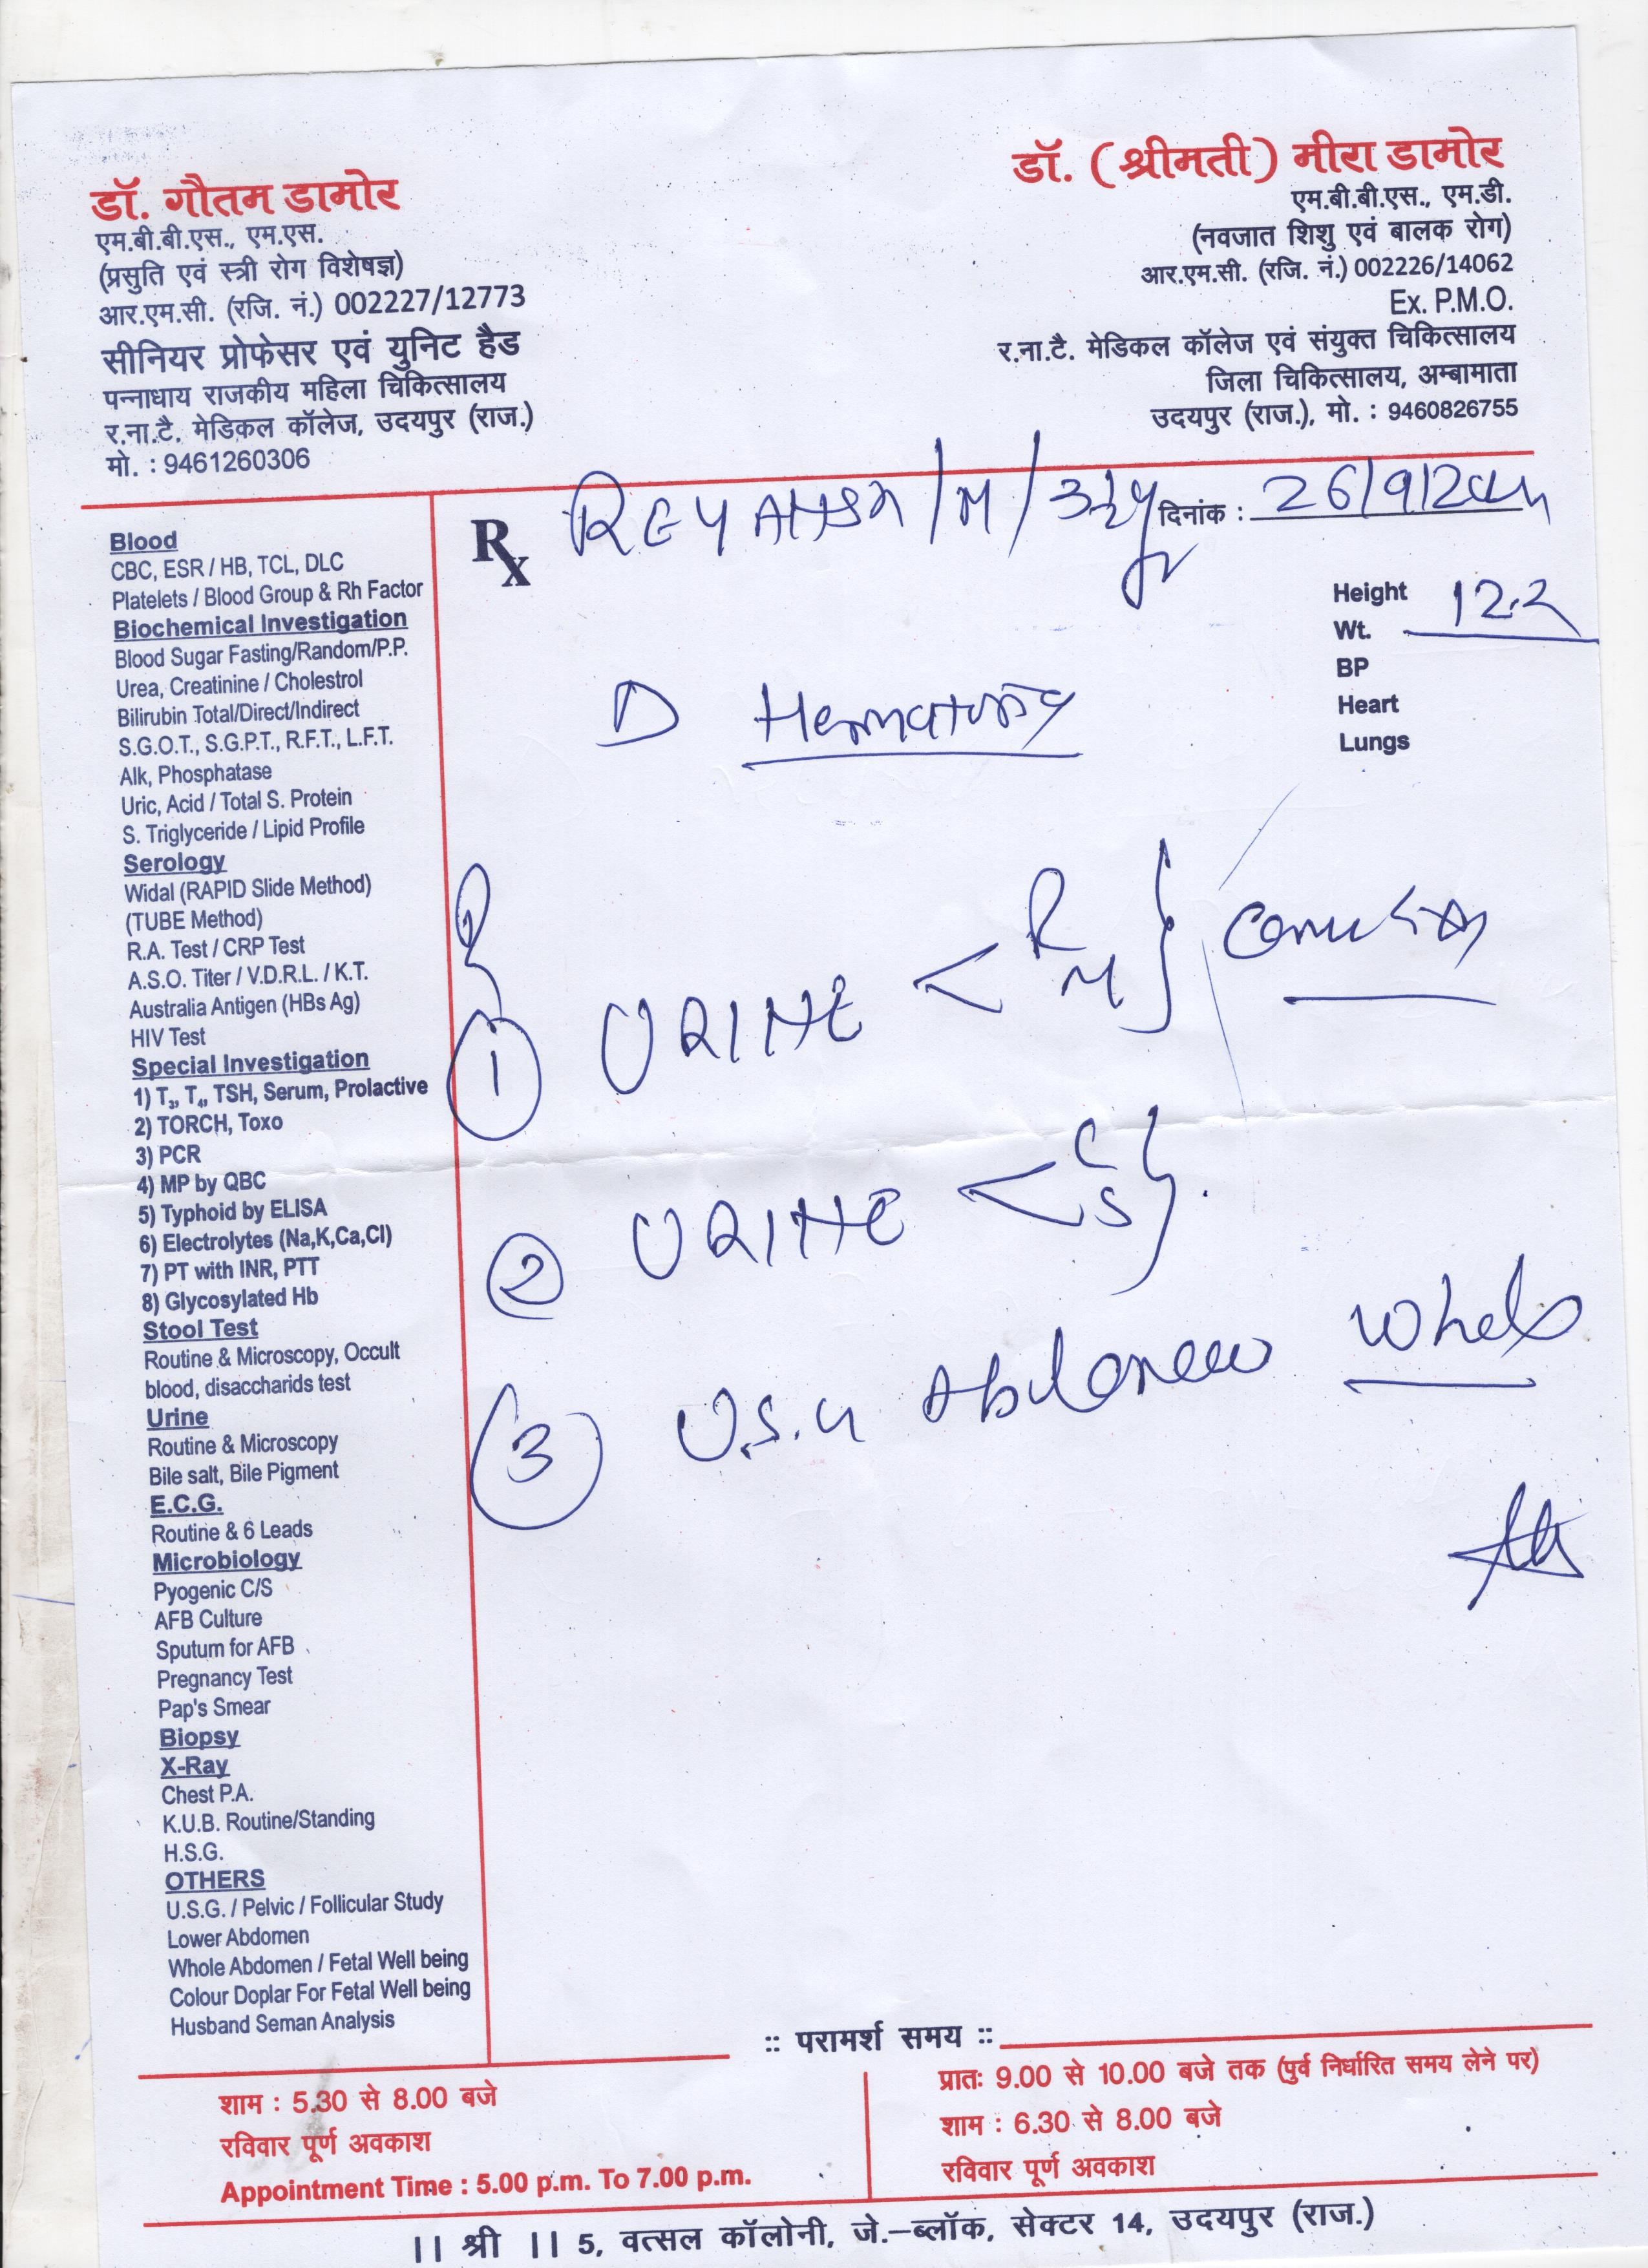 डॉ. गौतम डामोर
एम.बी.बी.एस., एम.एस.
(प्रसुति एवं स्त्री रोग विशेषज्ञ)
आर.एम.सी. (रजि. नं.) 002227/12773
सीनियर प्रोफेसर एवं युनिट हैड
पन्नाधाय राजकीय महिला चिकित्सालय
र.ना.टै. मेडिकल कॉलेज, उदयपुर (राज.)
मो. : 9461260306
डॉ. (श्रीमती) मीरा डामोर
एम.बी.बी.एस., एम.डी.
(नवजात शिशु एवं बालक रोग)
आर.एम.सी. (रजि. नं.) 002226/14062
Ex. P.M.O.
र.ना.टै. मेडिकल कॉलेज एवं संयुक्त चिकित्सालय
जिला चिकित्सालय, अम्बामाता
उदयपुर (राज.), मो. : 9460826755
Blood
CBC, ESR / HB, TCL, DLC
Platelets / Blood Group & Rh Factor
Biochemical Investigation
Blood Sugar Fasting/Random/P.P.
Urea, Creatinine / Cholestrol
Bilirubin Total/Direct/Indirect
S.G.O.T., S.G.P.T., R.F.T., L.F.T.
Alk, Phosphatase
Uric, Acid / Total S. Protein
S. Triglyceride / Lipid Profile
Serology
Widal (RAPID Slide Method)
(TUBE Method)
R.A. Test / CRP Test
A.S.O. Titer / V.D.R.L. / K.T.
Australia Antigen (HBs Ag)
HIV Test
Special Investigation
1) T₃, T₄, TSH, Serum, Prolactive
2) TORCH, Toxo
3) PCR
4) MP by QBC
5) Typhoid by ELISA
6) Electrolytes (Na,K,Ca,Cl)
7) PT with INR, PTT
8) Glycosylated Hb
Stool Test
Routine & Microscopy, Occult
blood, disaccharids test
Urine
Routine & Microscopy
Bile salt, Bile Pigment
E.C.G.
Routine & 6 Leads
Microbiology
Pyogenic C/S
AFB Culture
Sputum for AFB
Pregnancy Test
Pap's Smear
Biopsy
X-Ray
Chest P.A.
K.U.B. Routine/Standing
H.S.G.
OTHERS
U.S.G. / Pelvic / Follicular Study
Lower Abdomen
Whole Abdomen / Fetal Well being
Colour Doplar For Fetal Well being
Husband Seman Analysis
Rx /M/ दिनांक : 26/9/
Height
Wt. 12.2
BP
Heart
Lungs
Hematuria
1 URINE < R M }
2 URINE < C S }
3 U.S.G Abdomen Whole
:: परामर्श समय ::
शाम : 5.30 से 8.00 बजे
रविवार पूर्ण अवकाश
Appointment Time : 5.00 p.m. To 7.00 p.m.
प्रातः 9.00 से 10.00 बजे तक (पुर्व निर्धारित समय लेने पर)
शाम : 6.30 से 8.00 बजे
रविवार पूर्ण अवकाश
|| श्री || 5, वत्सल कॉलोनी, जे.–ब्लॉक, सेक्टर 14, उदयपुर (राज.)